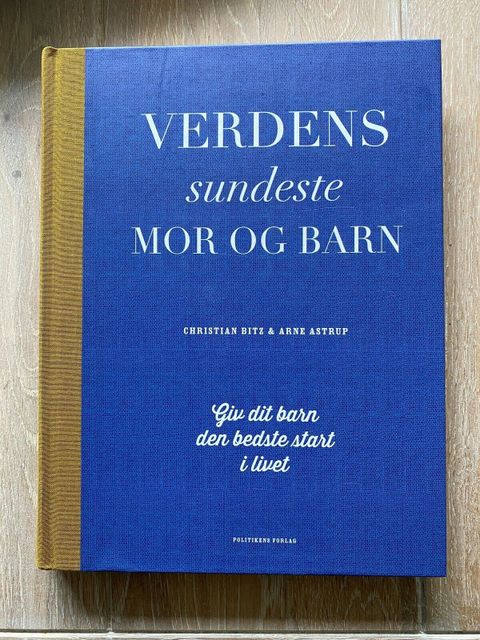 VERDENS
sundeste
MOR OG BARN
CHRISTIAN BITZ & ARNE ASTRUP
Giv dit barn
den bedste start
i livet
POLITIKENS FORLAG